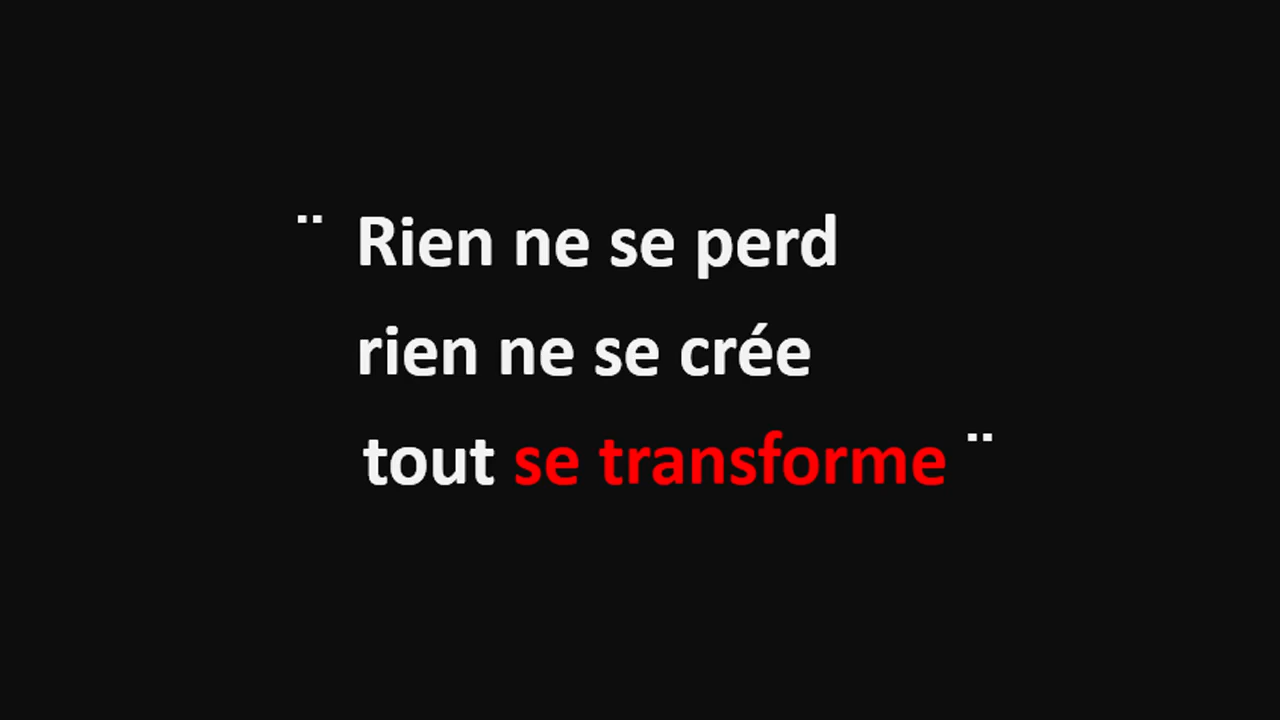 ¨ Rien ne se perd
rien ne se crée
tout se transforme ¨